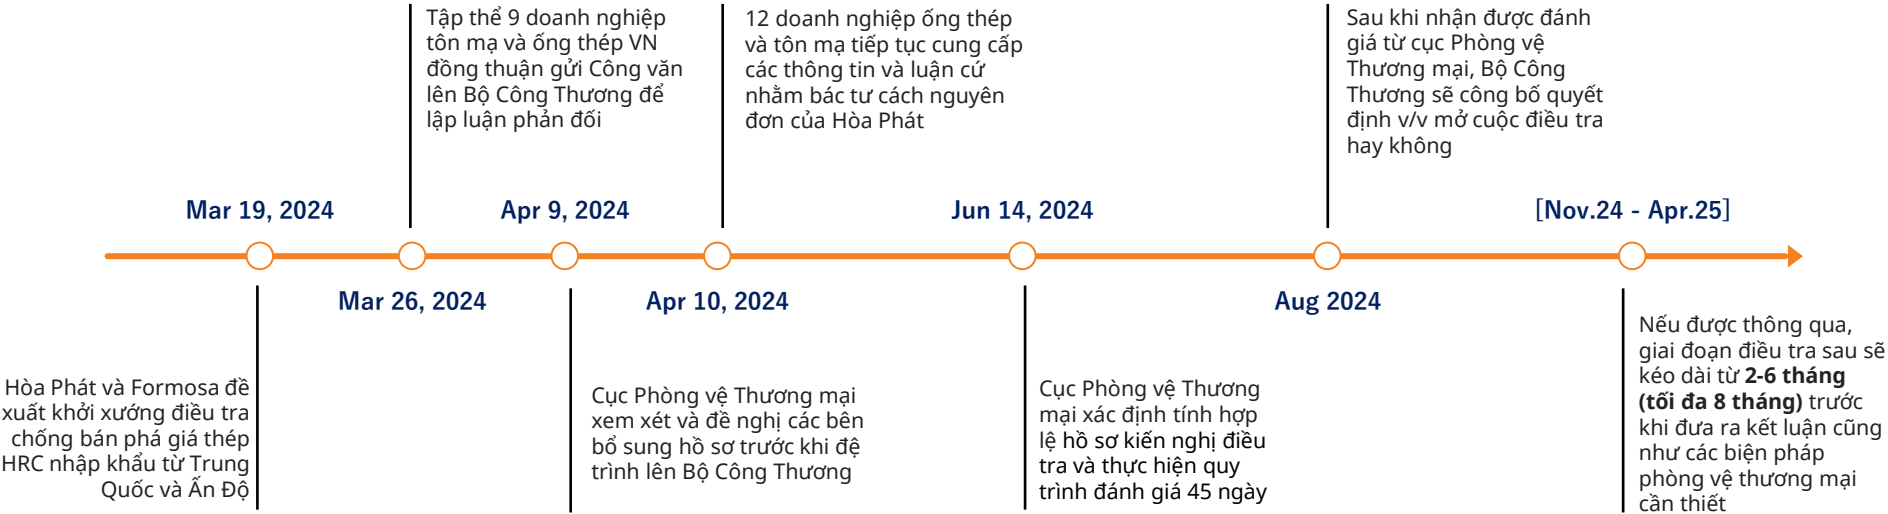 Tập thể 9 doanh nghiệp
tôn mạ và ống thép VN
đồng thuận gửi Công văn
lên Bộ Công Thương để
lập luận phản đối
12 doanh nghiệp ống thép
và tôn mạ tiếp tục cung cấp
các thông tin và luận cứ
nhằm bác tư cách nguyên
đơn của Hòa Phát
Sau khi nhận được đánh
giá từ cục Phòng vệ
Thương mại, Bộ Công
Thương sẽ công bố quyết
định v/v mở cuộc điều tra
hay không
Mar 19, 2024
Apr 9, 2024
Jun 14, 2024
[Nov.24 - Apr.25]
Mar 26, 2024
Apr 10, 2024
Aug 2024
Hòa Phát và Formosa đề
xuất khởi xướng điều tra
chống bán phá giá thép
HRC nhập khẩu từ Trung
Quốc và Ấn Độ
Cục Phòng vệ Thương mại
xem xét và đề nghị các bên
bổ sung hồ sơ trước khi đệ
trình lên Bộ Công Thương
Cục Phòng vệ Thương
mại xác định tính hợp
lệ hồ sơ kiến nghị điều
tra và thực hiện quy
trình đánh giá 45 ngày
Nếu được thông qua,
giai đoạn điều tra sau sẽ
kéo dài từ 2-6 tháng
(tối đa 8 tháng) trước
khi đưa ra kết luận cũng
như các biện pháp
phòng vệ thương mại
cần thiết